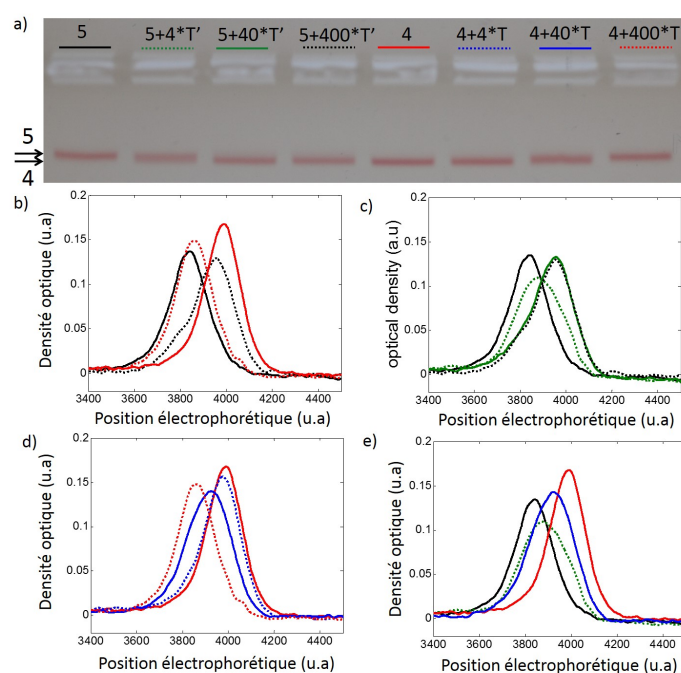 a)
5 5+4*T’ 5+40*T’ 5+400*T’ 4 4+4*T 4+40*T 4+400*T
5
4
b)
0.2
0.15
0.1
0.05
0
Densité optique (u.a)
3400 3600 3800 4000 4200 4400
Position électrophorétique (u.a)
c)
0.2
0.15
0.1
0.05
0
optical density (a.u)
3400 3600 3800 4000 4200 4400
Position électrophorétique (u.a)
d)
0.2
0.15
0.1
0.05
0
Densité optique (u.a)
3400 3600 3800 4000 4200 4400
Position électrophorétique (u.a)
e)
0.2
0.15
0.1
0.05
0
Densité optique (u.a)
3400 3600 3800 4000 4200 4400
Position électrophorétique (u.a)